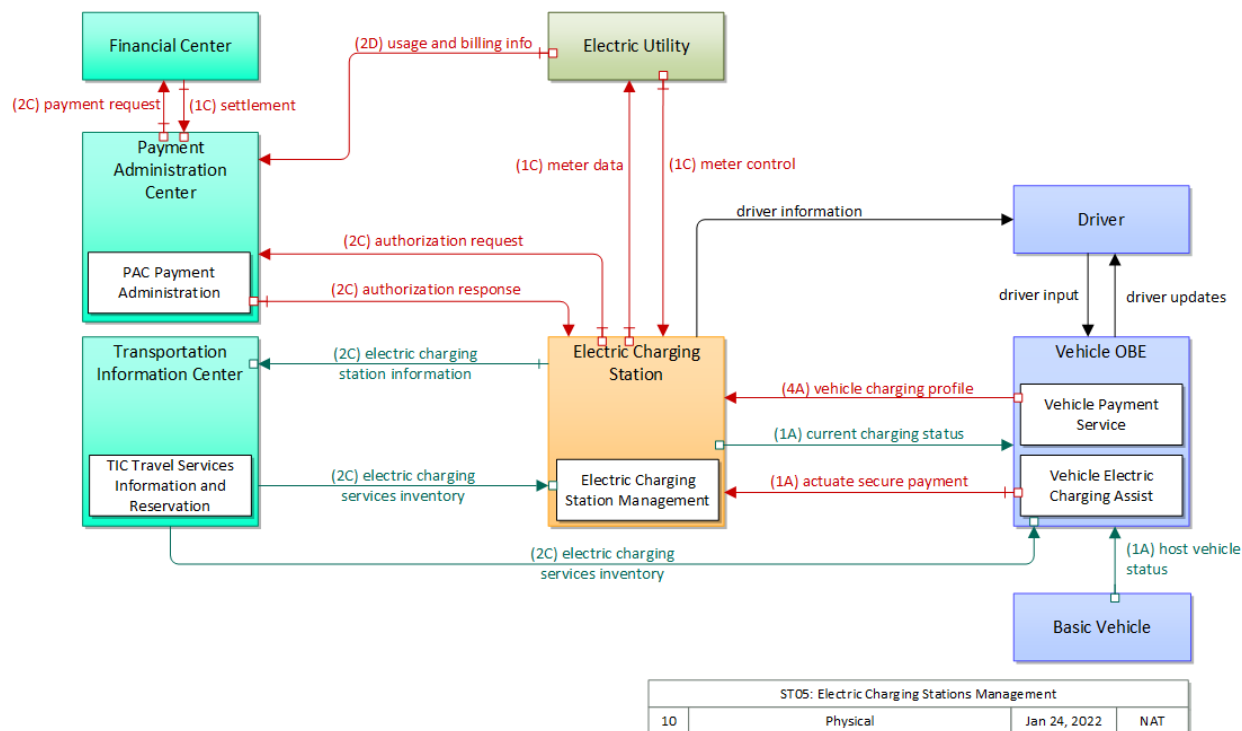 Financial Center
(2D) usage and billing info
Electric Utility
(2C) payment request
(1C) settlement
Payment
Administration
Center
(1C) meter data
(1C) meter control
driver information
Driver
(2C) authorization request
PAC Payment
Administration
(2C) authorization response
driver input
driver updates
Transportation
Information Center
(2C) electric charging
station information
Electric Charging
Station
Vehicle OBE
(4A) vehicle charging profile
Vehicle Payment
Service
(1A) current charging status
TIC Travel Services
Information and
Reservation
(2C) electric charging
services inventory
Electric Charging
Station Management
(1A) actuate secure payment
Vehicle Electric
Charging Assist
(2C) electric charging
services inventory
(1A) host vehicle
status
Basic Vehicle
ST05: Electric Charging Stations Management
10 Physical Jan 24, 2022 NAT